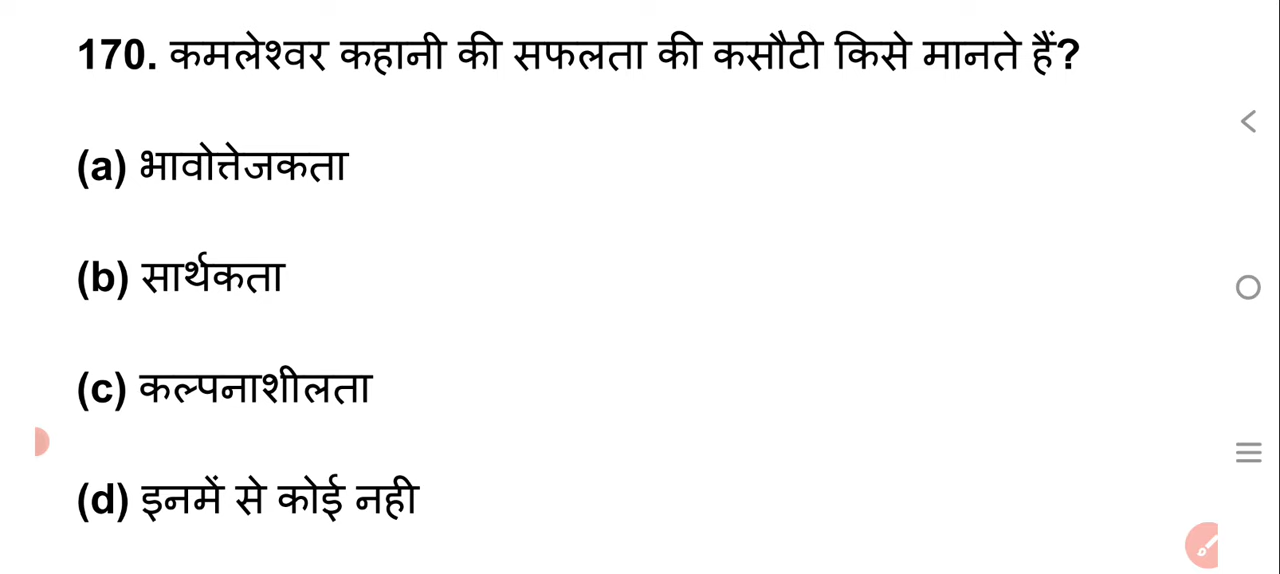 170. कमलेश्वर कहानी की सफलता की कसौटी किसे मानते हैं?
(a) भावोत्तेजकता
(b) सार्थकता
(c) कल्पनाशीलता
(d) इनमें से कोई नही